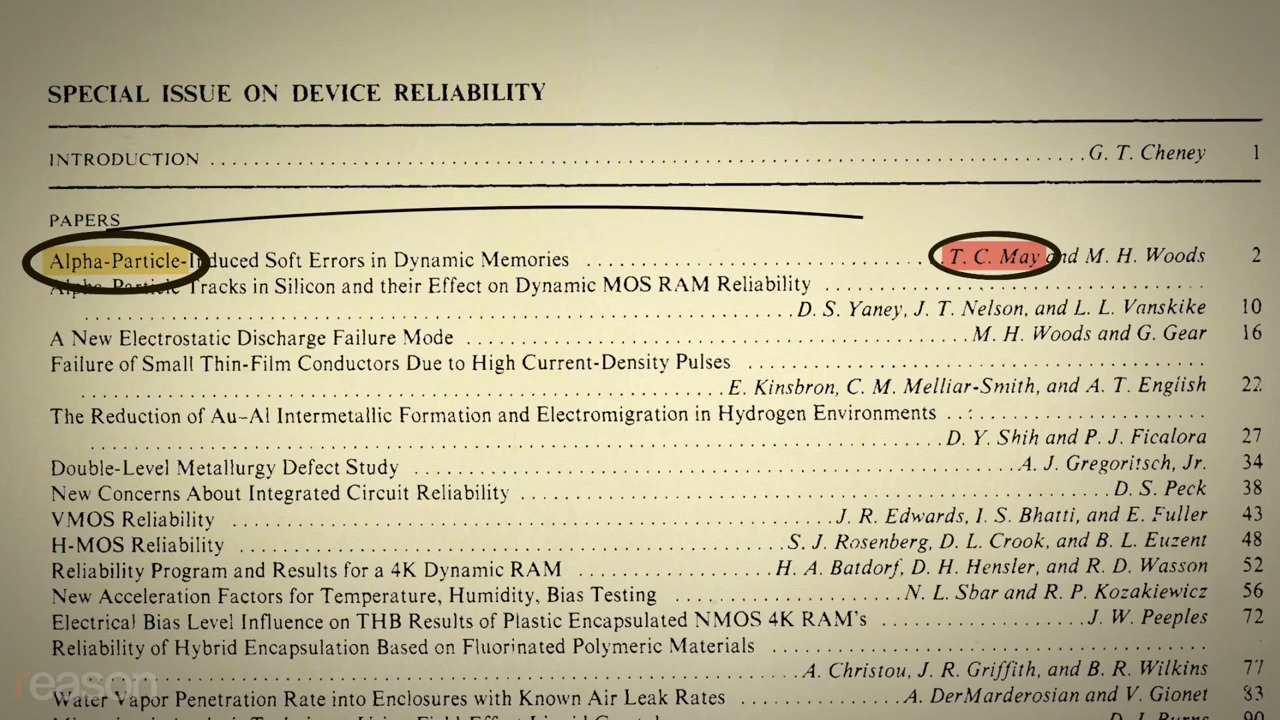 SPECIAL ISSUE ON DEVICE RELIABILITY
INTRODUCTION ........ G. T. Cheney 1
PAPERS
Alpha-Particle-Induced Soft Errors in Dynamic Memories ........ T. C. May and M. H. Woods 2
Alpha-Particle Tracks in Silicon and their Effect on Dynamic MOS RAM Reliability ........
........ D. S. Yaney, J. T. Nelson, and L. L. Vanskike 10
A New Electrostatic Discharge Failure Mode ........ M. H. Woods and G. Gear 16
Failure of Small Thin-Film Conductors Due to High Current-Density Pulses ........
........ E. Kinsbron, C. M. Melliar-Smith, and A. T. English 22
The Reduction of Au–Al Intermetallic Formation and Electromigration in Hydrogen Environments ........
........ D. Y. Shih and P. J. Ficalora 27
Double-Level Metallurgy Defect Study ........ A. J. Gregoritsch, Jr. 34
New Concerns About Integrated Circuit Reliability ........ D. S. Peck 38
VMOS Reliability ........ J. R. Edwards, I. S. Bhatti, and E. Fuller 43
H-MOS Reliability ........ S. J. Rosenberg, D. L. Crook, and B. L. Euzent 48
Reliability Program and Results for a 4K Dynamic RAM ........ H. A. Batdorf, D. H. Hensler, and R. D. Wasson 52
New Acceleration Factors for Temperature, Humidity, Bias Testing ........ N. L. Sbar and R. P. Kozakiewicz 56
Electrical Bias Level Influence on THB Results of Plastic Encapsulated NMOS 4K RAM's ........ J. W. Peeples 72
Reliability of Hybrid Encapsulation Based on Fluorinated Polymeric Materials ........
........ A. Christou, J. R. Griffith, and B. R. Wilkins 77
reason
Water Vapor Penetration Rate into Enclosures with Known Air Leak Rates ........ A. DerMarderosian and V. Gionet 83